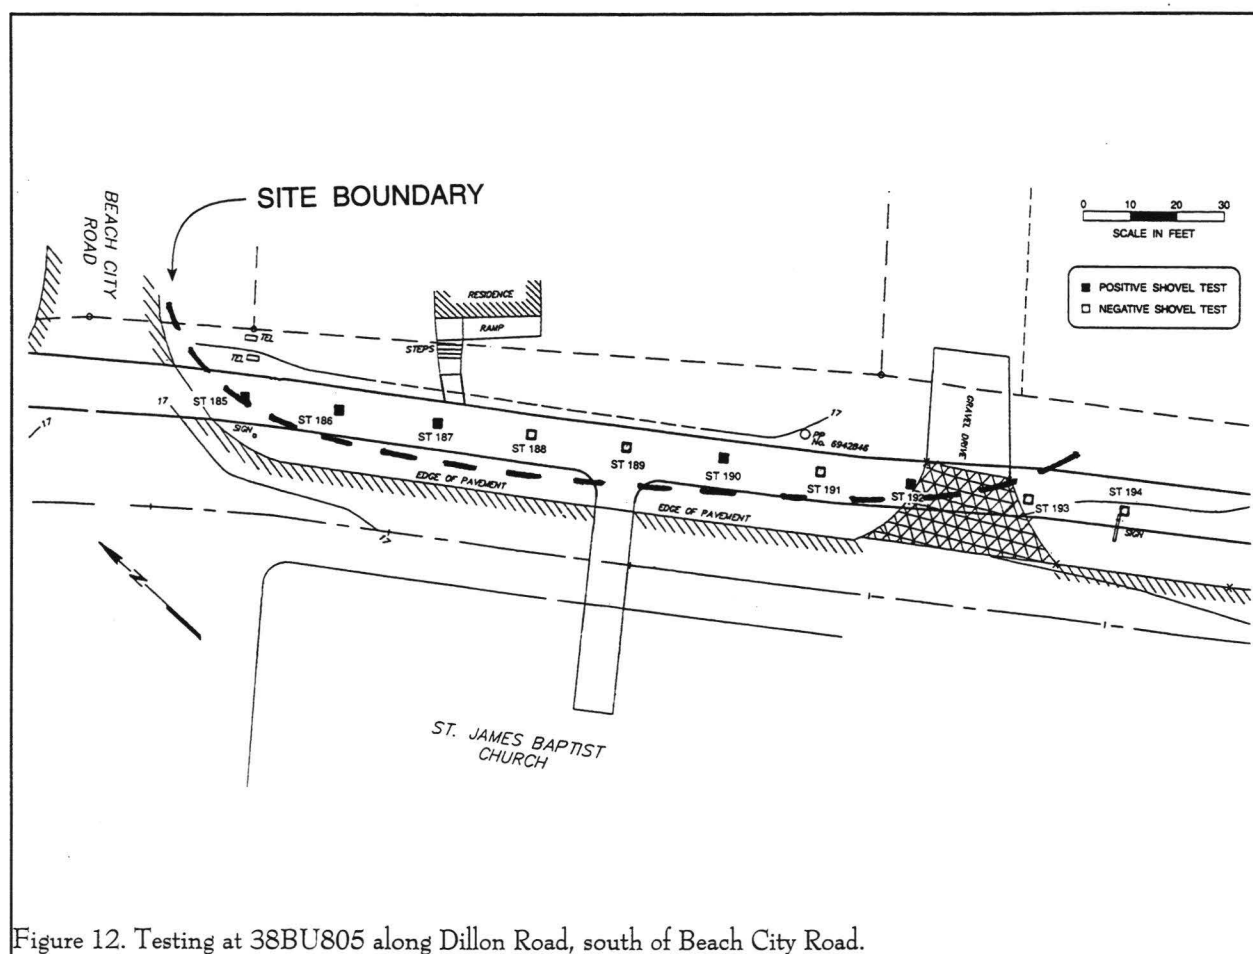 BEACH CITY
ROAD
SITE BOUNDARY
0 10 20 30
SCALE IN FEET
POSITIVE SHOVEL TEST
NEGATIVE SHOVEL TEST
RESIDENCE
RAMP
STEPS
TEL
TEL
ST 185
ST 186
ST 187
ST 188
ST 189
ST 190
ST 191
ST 192
ST 193
ST 194
17
17
17
17
SIGN
SIGN
PP
No. 6942846
GRAVEL DRIVE
EDGE OF PAVEMENT
EDGE OF PAVEMENT
N
ST. JAMES BAPTIST
CHURCH
Figure 12. Testing at 38BU805 along Dillon Road, south of Beach City Road.